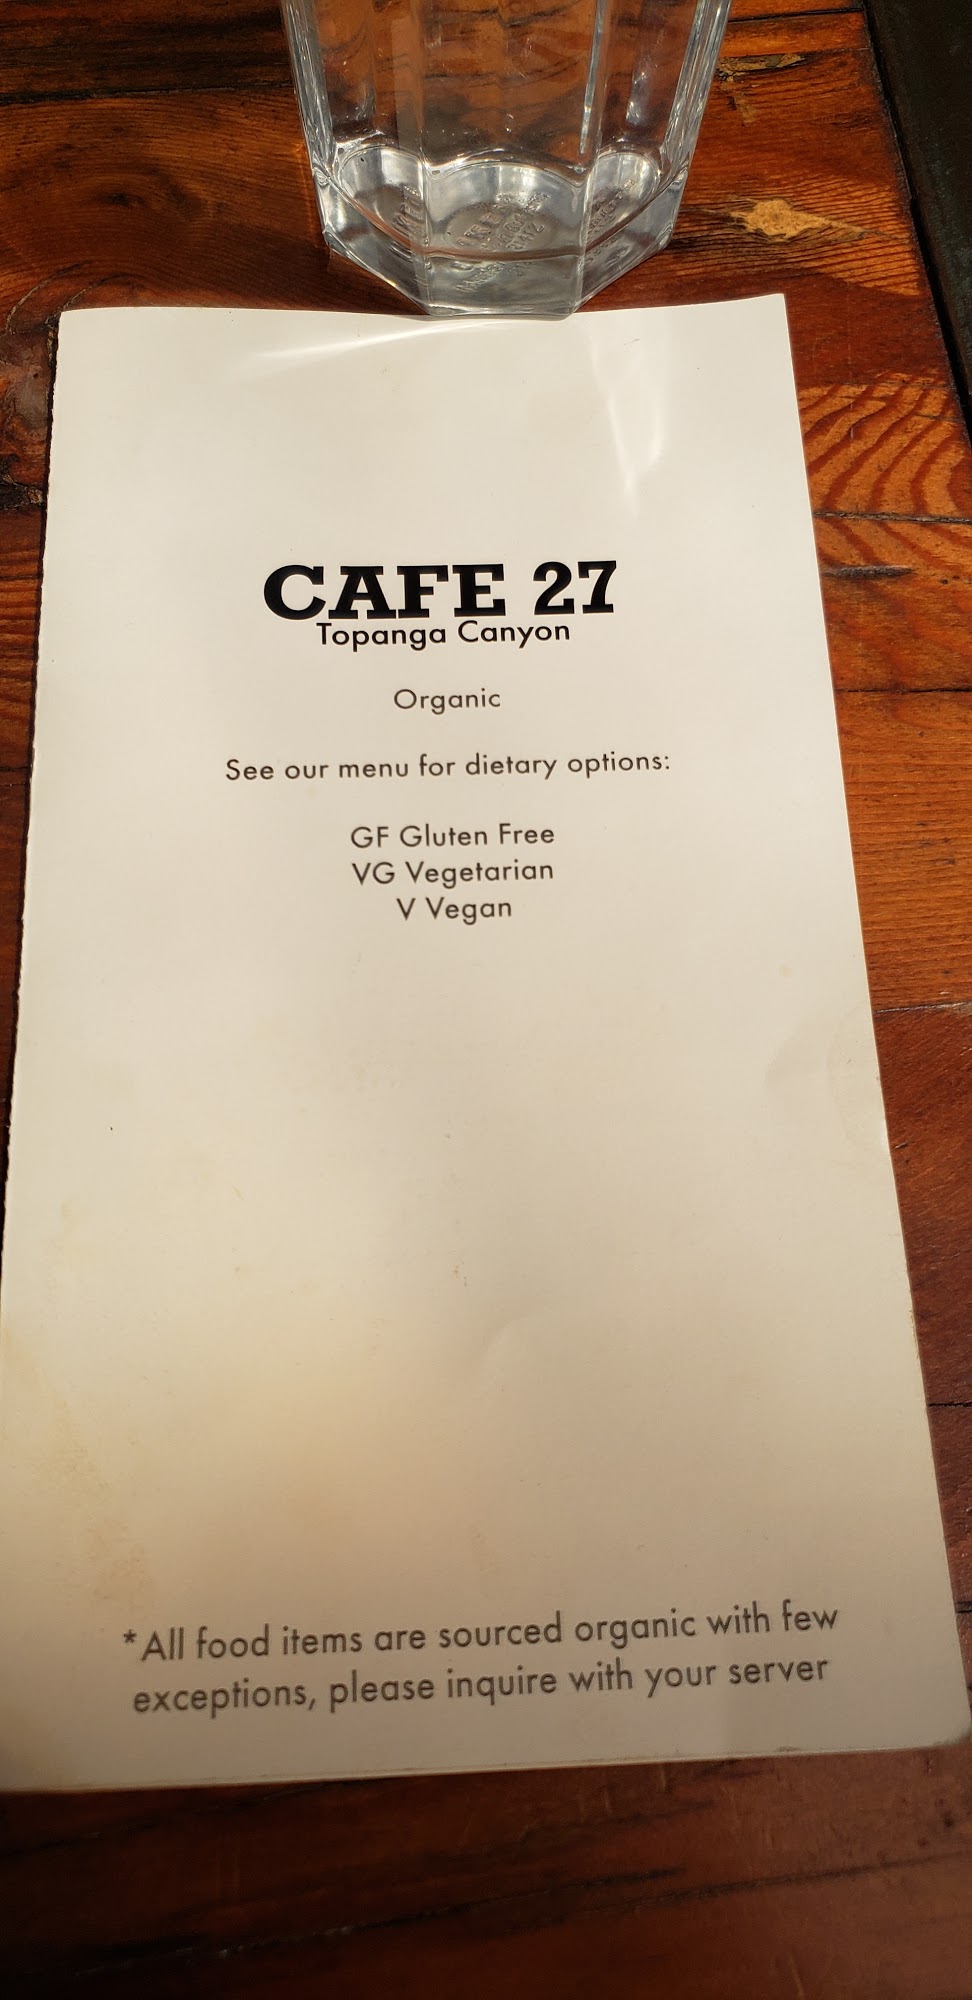 CAFE 27
Topanga Canyon
Organic
See our menu for dietary options:
GF Gluten Free
VG Vegetarian
V Vegan
*All food items are sourced organic with few
exceptions, please inquire with your server